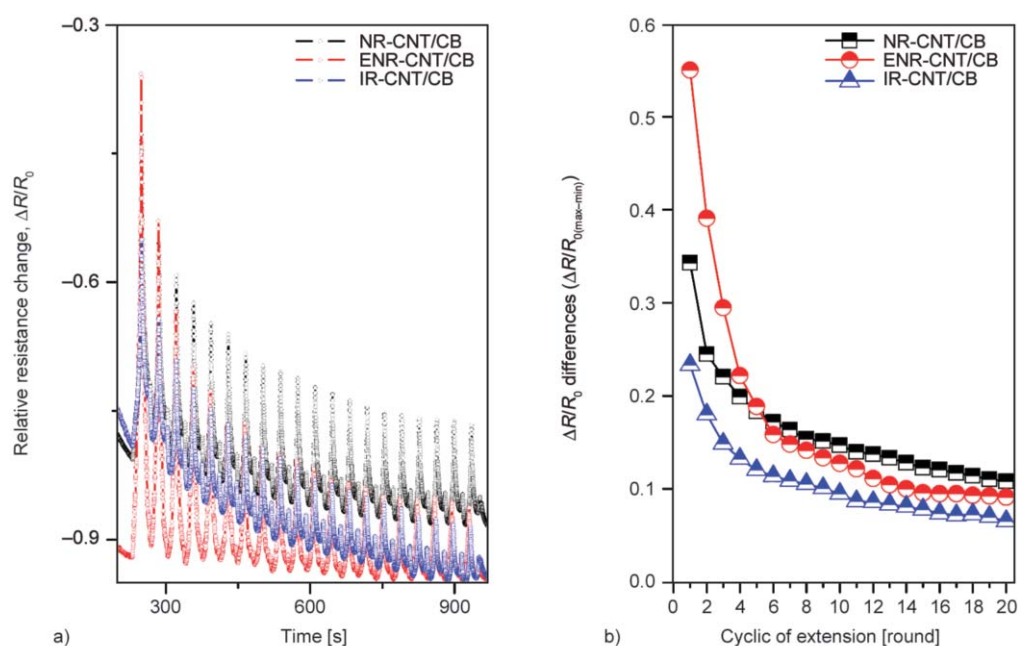 −0.3
−0.6
−0.9
Relative resistance change, ΔR/R0
NR-CNT/CB
ENR-CNT/CB
IR-CNT/CB
300 600 900
a) Time [s]
0.6
0.5
0.4
0.3
0.2
0.1
0.0
ΔR/R0 differences (ΔR/R0(max–min))
NR-CNT/CB
ENR-CNT/CB
IR-CNT/CB
0 2 4 6 8 10 12 14 16 18 20
b) Cyclic of extension [round]